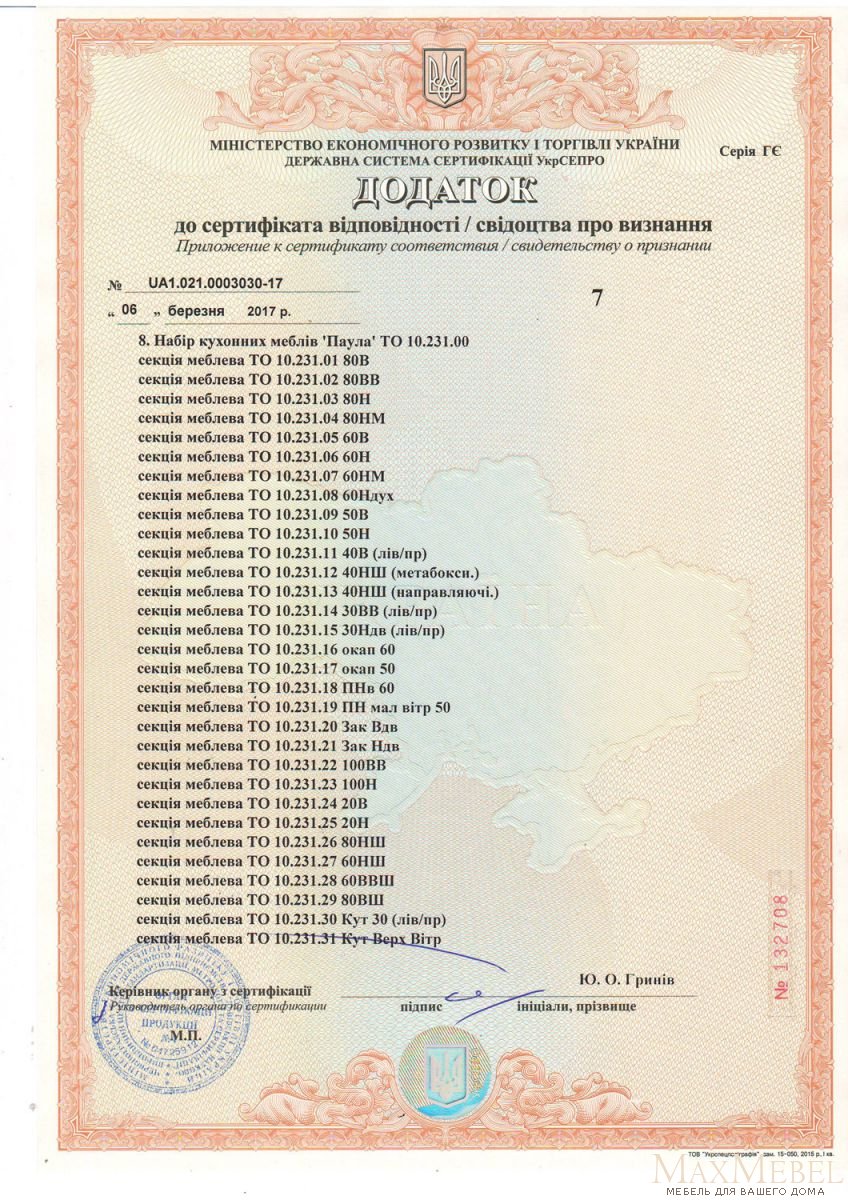 МІНІСТЕРСТВО ЕКОНОМІЧНОГО РОЗВИТКУ І ТОРГІВЛІ УКРАЇНИ
ДЕРЖАВНА СИСТЕМА СЕРТИФІКАЦІЇ УкрСЕПРО
Серія ГЄ
ДОДАТОК
до сертифіката відповідності / свідоцтва про визнання
Приложение к сертификату соответствия / свидетельству о признании
№ UA1.021.0003030-17
„ 06 „ березня 2017 р.
7
8. Набір кухонних меблів 'Паула' ТО 10.231.00
секція меблева ТО 10.231.01 80В
секція меблева ТО 10.231.02 80ВВ
секція меблева ТО 10.231.03 80Н
секція меблева ТО 10.231.04 80НМ
секція меблева ТО 10.231.05 60В
секція меблева ТО 10.231.06 60Н
секція меблева ТО 10.231.07 60НМ
секція меблева ТО 10.231.08 60Ндух
секція меблева ТО 10.231.09 50В
секція меблева ТО 10.231.10 50Н
секція меблева ТО 10.231.11 40В (лів/пр)
секція меблева ТО 10.231.12 40НШ (метабокси.)
секція меблева ТО 10.231.13 40НШ (направляючі.)
секція меблева ТО 10.231.14 30ВВ (лів/пр)
секція меблева ТО 10.231.15 30Ндв (лів/пр)
секція меблева ТО 10.231.16 окап 60
секція меблева ТО 10.231.17 окап 50
секція меблева ТО 10.231.18 ПНв 60
секція меблева ТО 10.231.19 ПН мал вітр 50
секція меблева ТО 10.231.20 Зак Вдв
секція меблева ТО 10.231.21 Зак Ндв
секція меблева ТО 10.231.22 100ВВ
секція меблева ТО 10.231.23 100Н
секція меблева ТО 10.231.24 20В
секція меблева ТО 10.231.25 20Н
секція меблева ТО 10.231.26 80НШ
секція меблева ТО 10.231.27 60НШ
секція меблева ТО 10.231.28 60ВВШ
секція меблева ТО 10.231.29 80ВШ
секція меблева ТО 10.231.30 Кут 30 (лів/пр)
секція меблева ТО 10.231.31 Кут Верх Вітр
№ 132708
Керівник органу з сертифікації
Ю. О. Гринів
Руководитель органа по сертификации
підпис
ініціали, прізвище
ПРОДУКЦІЇ
М.П.
зам. 15-050, 2015 р., І кв.
MAXMEBEL
МЕБЕЛЬ ДЛЯ ВАШЕГО ДОМА